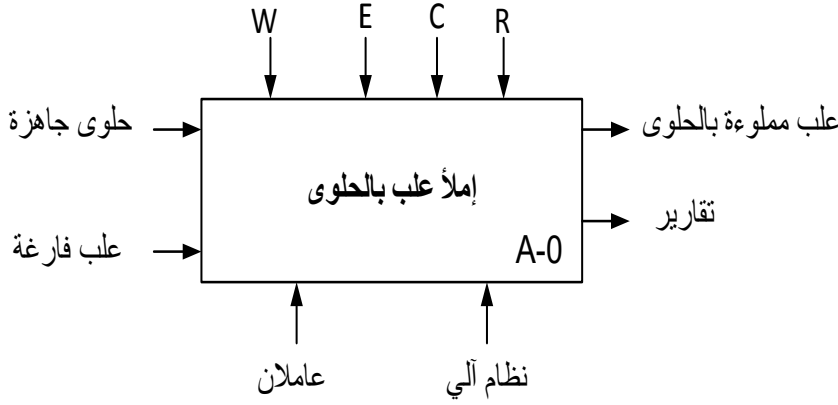 W E C R
حلوى جاهزة
علب مملوءة بالحلوى
إملأ علب بالحلوى
تقارير
علب فارغة
A-0
عاملان
نظام آلي